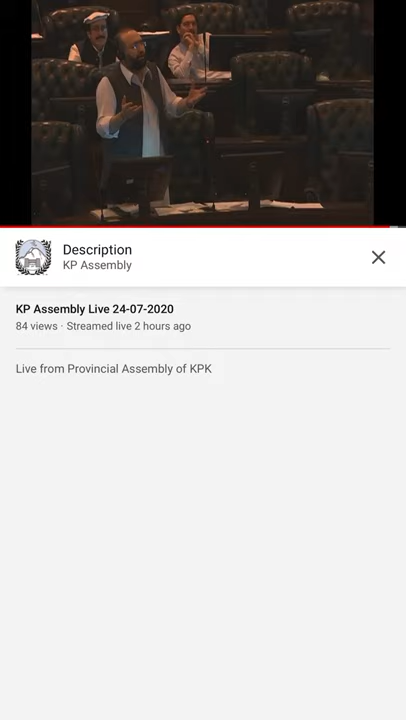 Description
KP Assembly
KP Assembly Live 24-07-2020
84 views · Streamed live 2 hours ago
Live from Provincial Assembly of KPK